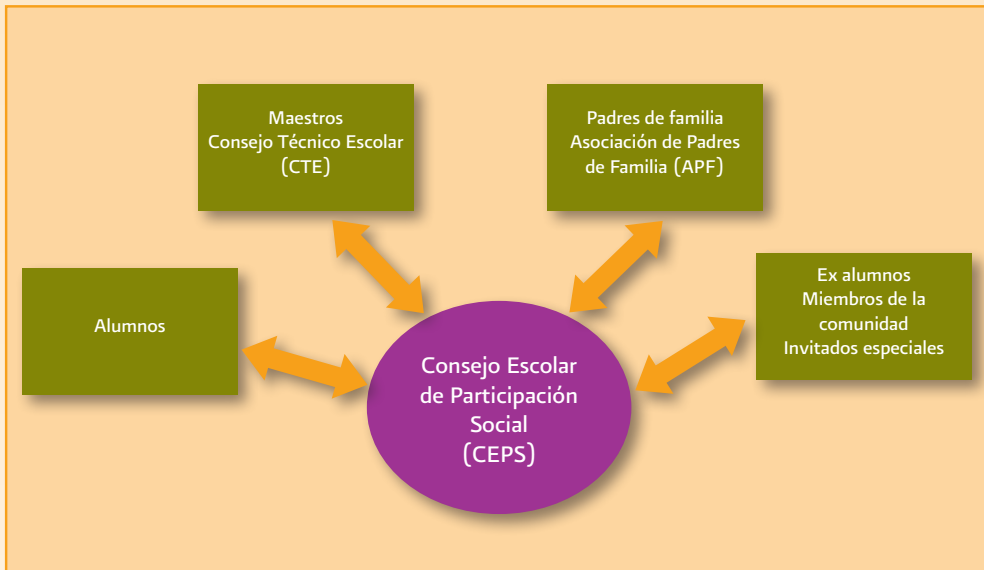 Maestros
Consejo Técnico Escolar
(CTE)
Padres de familia
Asociación de Padres
de Familia (APF)
Alumnos
Ex alumnos
Miembros de la
comunidad
Invitados especiales
Consejo Escolar
de Participación
Social
(CEPS)